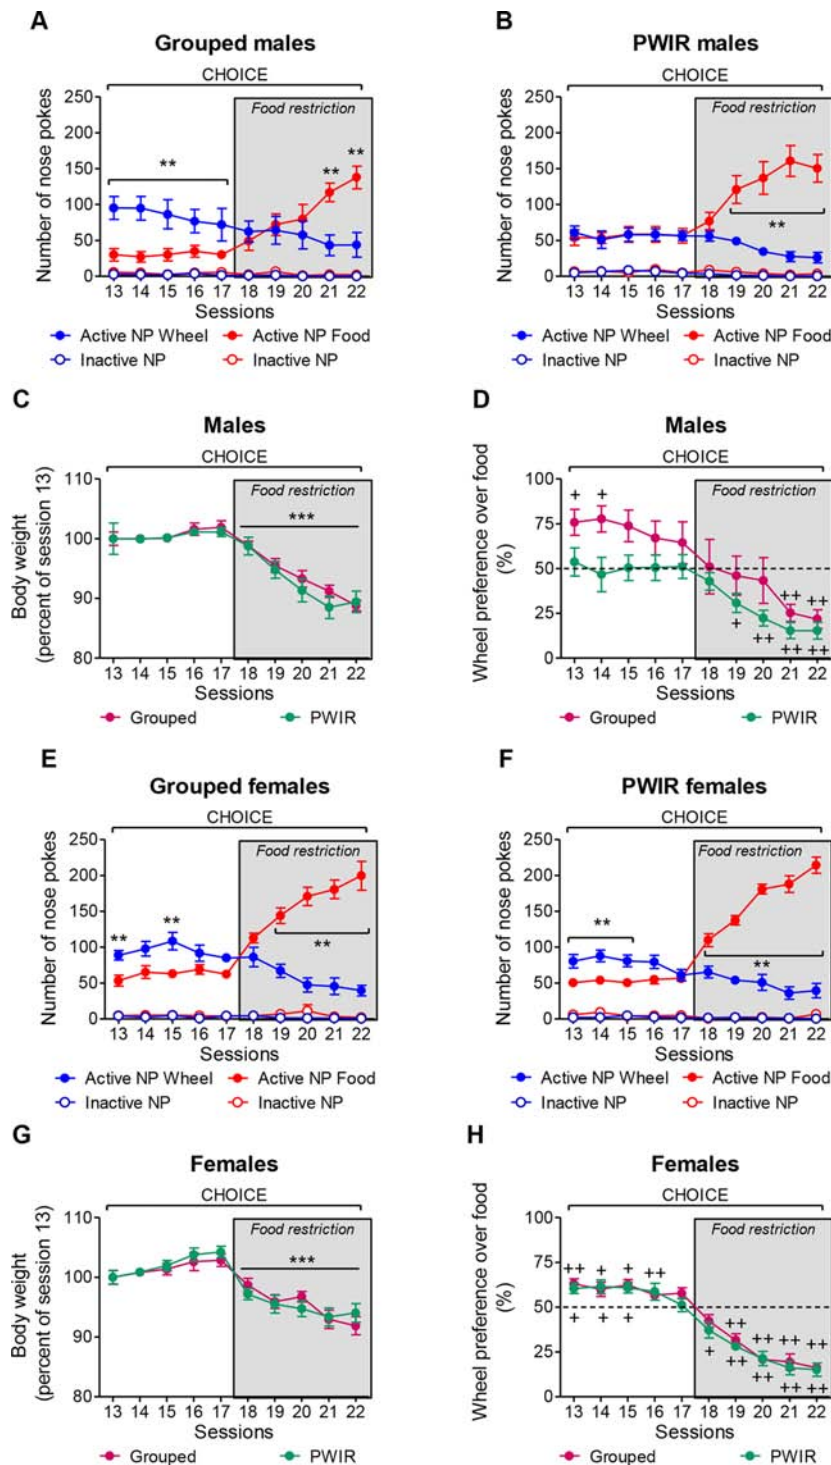 A
Grouped males
CHOICE
Food restriction
Number of nose pokes
250
200
150
100
50
0
**
**
**
13 14 15 16 17 18 19 20 21 22
Sessions
Active NP Wheel Active NP Food
Inactive NP Inactive NP
B
PWIR males
CHOICE
Food restriction
Number of nose pokes
250
200
150
100
50
0
**
13 14 15 16 17 18 19 20 21 22
Sessions
Active NP Wheel Active NP Food
Inactive NP Inactive NP
C
Males
CHOICE
Food restriction
Body weight
(percent of session 13)
110
100
90
80
***
13 14 15 16 17 18 19 20 21 22
Sessions
Grouped PWIR
D
Males
CHOICE
Food restriction
Wheel preference over food
(%)
100
75
50
25
0
+ +
++ ++
+ ++ ++ ++
13 14 15 16 17 18 19 20 21 22
Sessions
Grouped PWIR
E
Grouped females
CHOICE
Food restriction
Number of nose pokes
250
200
150
100
50
0
** **
**
13 14 15 16 17 18 19 20 21 22
Sessions
Active NP Wheel Active NP Food
Inactive NP Inactive NP
F
PWIR females
CHOICE
Food restriction
Number of nose pokes
250
200
150
100
50
0
**
**
13 14 15 16 17 18 19 20 21 22
Sessions
Active NP Wheel Active NP Food
Inactive NP Inactive NP
G
Females
CHOICE
Food restriction
Body weight
(percent of session 13)
110
100
90
80
***
13 14 15 16 17 18 19 20 21 22
Sessions
Grouped PWIR
H
Females
CHOICE
Food restriction
Wheel preference over food
(%)
100
75
50
25
0
++ + + ++
+ + +
++ ++ ++ ++
+ ++ ++ ++ ++
13 14 15 16 17 18 19 20 21 22
Sessions
Grouped PWIR